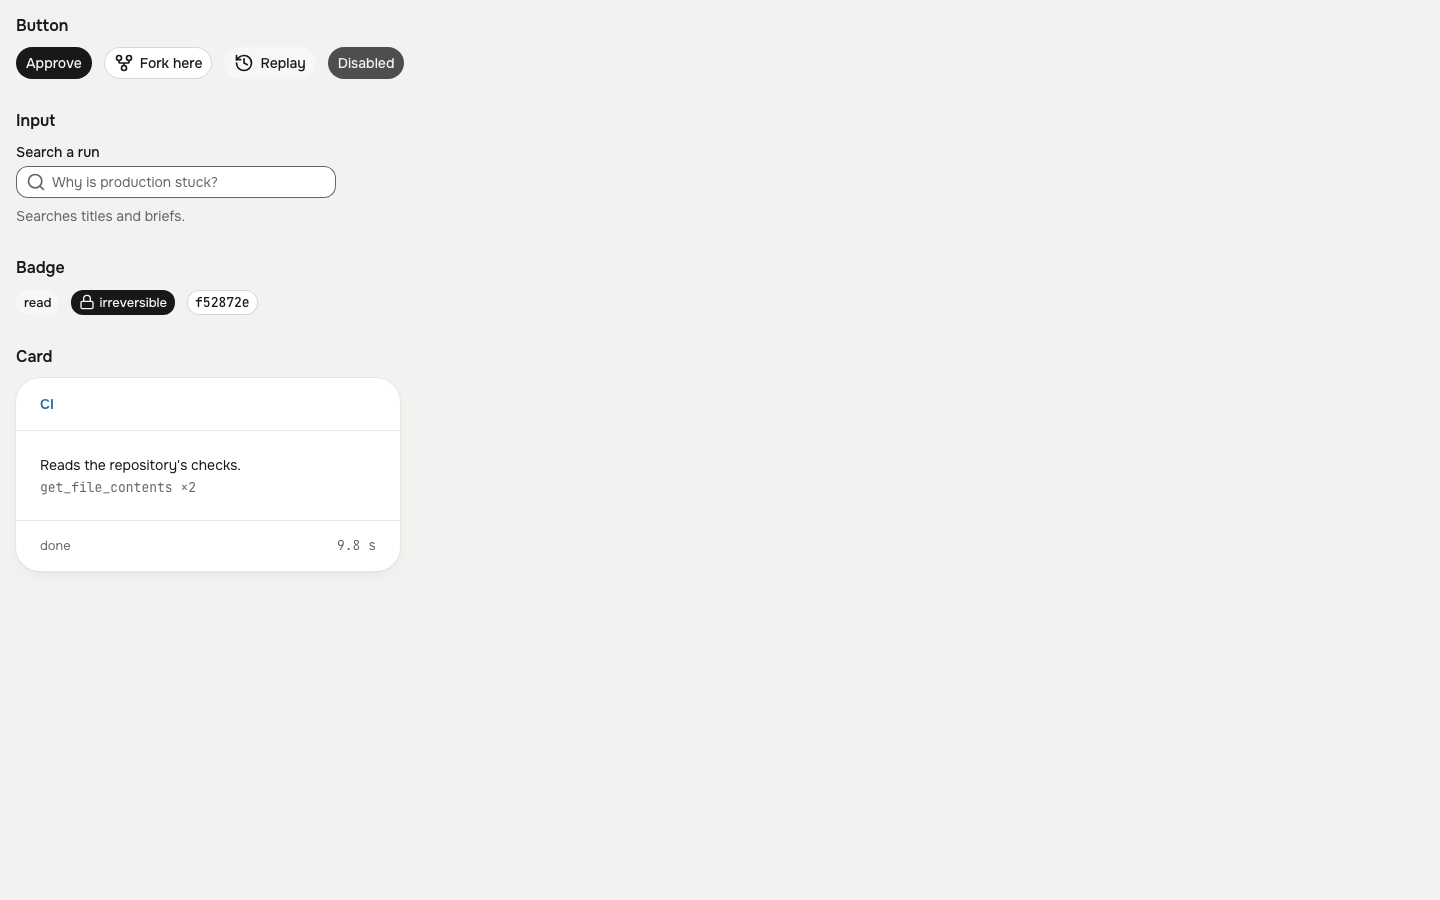 Button
Approve
Fork here
Replay
Disabled
Input
Search a run
Why is production stuck?
Searches titles and briefs.
Badge
read
irreversible
f52872e
Card
CI
Reads the repository's checks.
get_file_contents ×2
done
9.8 s